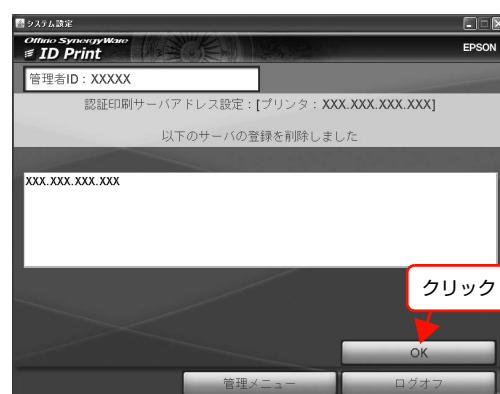 システム設定
Offirio SynergyWare
ID Print
EPSON
管理者ID：XXXXX
認証印刷サーバアドレス設定：[プリンタ：XXX.XXX.XXX.XXX]
以下のサーバの登録を削除しました
XXX.XXX.XXX.XXX
クリック
OK
管理メニュー
ログオフ